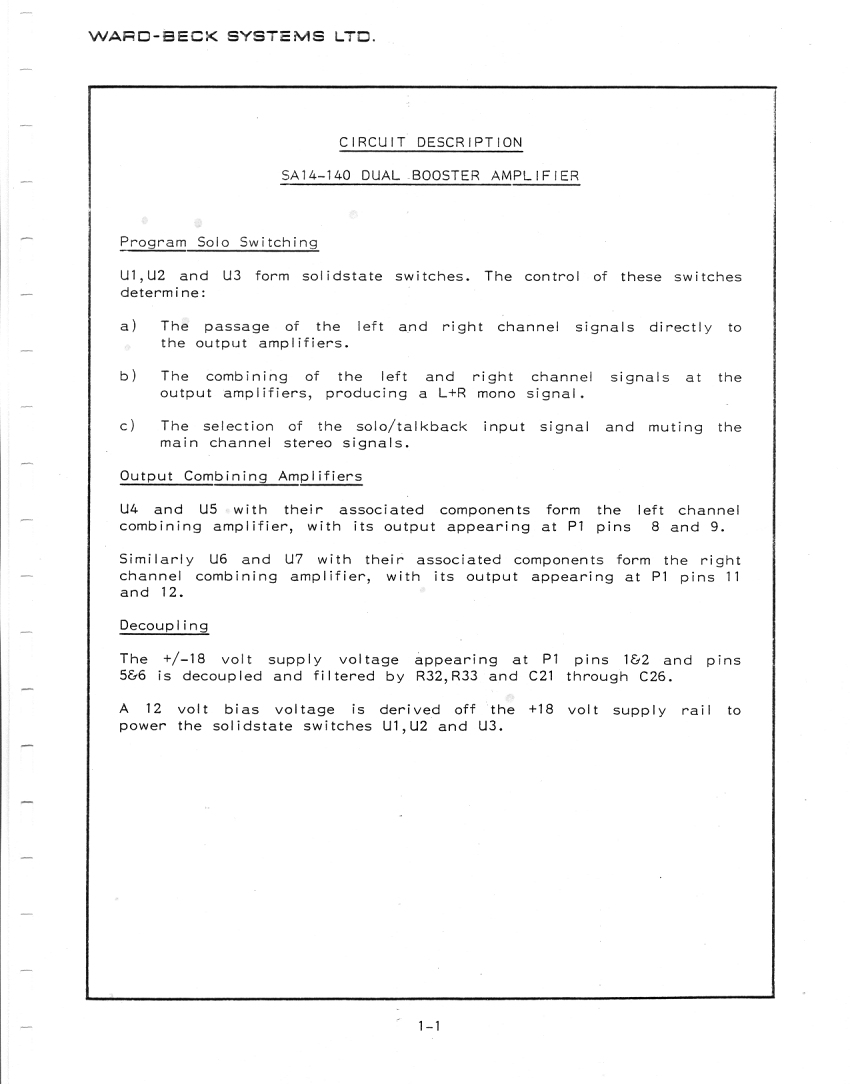 WARD-BECK SYSTEMS LTD.
CIRCUIT DESCRIPTION
SA14-140 DUAL BOOSTER AMPLIFIER
Program Solo Switching
U1,U2 and U3 form solidstate switches. The control of these switches
determine:
a) The passage of the left and right channel signals directly to
the output amplifiers.
b) The combining of the left and right channel signals at the
output amplifiers, producing a L+R mono signal.
c) The selection of the solo/talkback input signal and muting the
main channel stereo signals.
Output Combining Amplifiers
U4 and U5 with their associated components form the left channel
combining amplifier, with its output appearing at P1 pins 8 and 9.
Similarly U6 and U7 with their associated components form the right
channel combining amplifier, with its output appearing at P1 pins 11
and 12.
Decoupling
The +/-18 volt supply voltage appearing at P1 pins 1&2 and pins
5&6 is decoupled and filtered by R32,R33 and C21 through C26.
A 12 volt bias voltage is derived off the +18 volt supply rail to
power the solidstate switches U1,U2 and U3.
1-1